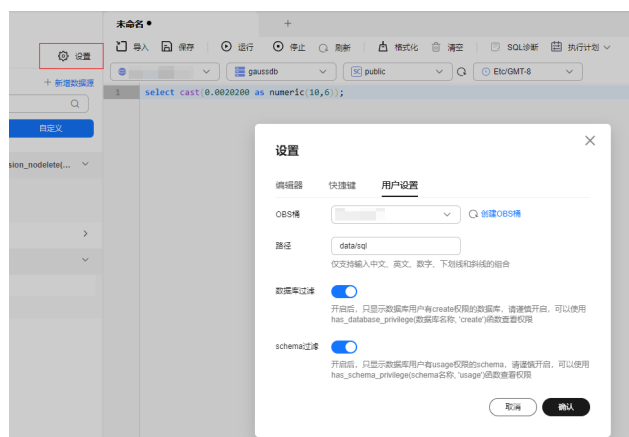 未命名 •
+
设置
导入 保存 运行 停止 刷新 格式化 清空 SQL诊断 执行计划
gaussdb SC public Etc/GMT-8
+ 新增数据源
1 select cast(0.0020200 as numeric(10,6));
自定义
sion_nodelete(...
设置
编辑器 快捷键 用户设置
OBS桶 创建OBS桶
路径 data/sql
仅支持输入中文、英文、数字、下划线和斜线的组合
数据库过滤
开启后，只显示数据库用户有create权限的数据库，请谨慎开启，可以使用
has_database_privilege(数据库名称, 'create')函数查看权限
schema过滤
开启后，只显示数据库用户有usage权限的schema，请谨慎开启，可以使用
has_schema_privilege(schema名称, 'usage')函数查看权限
取消 确认